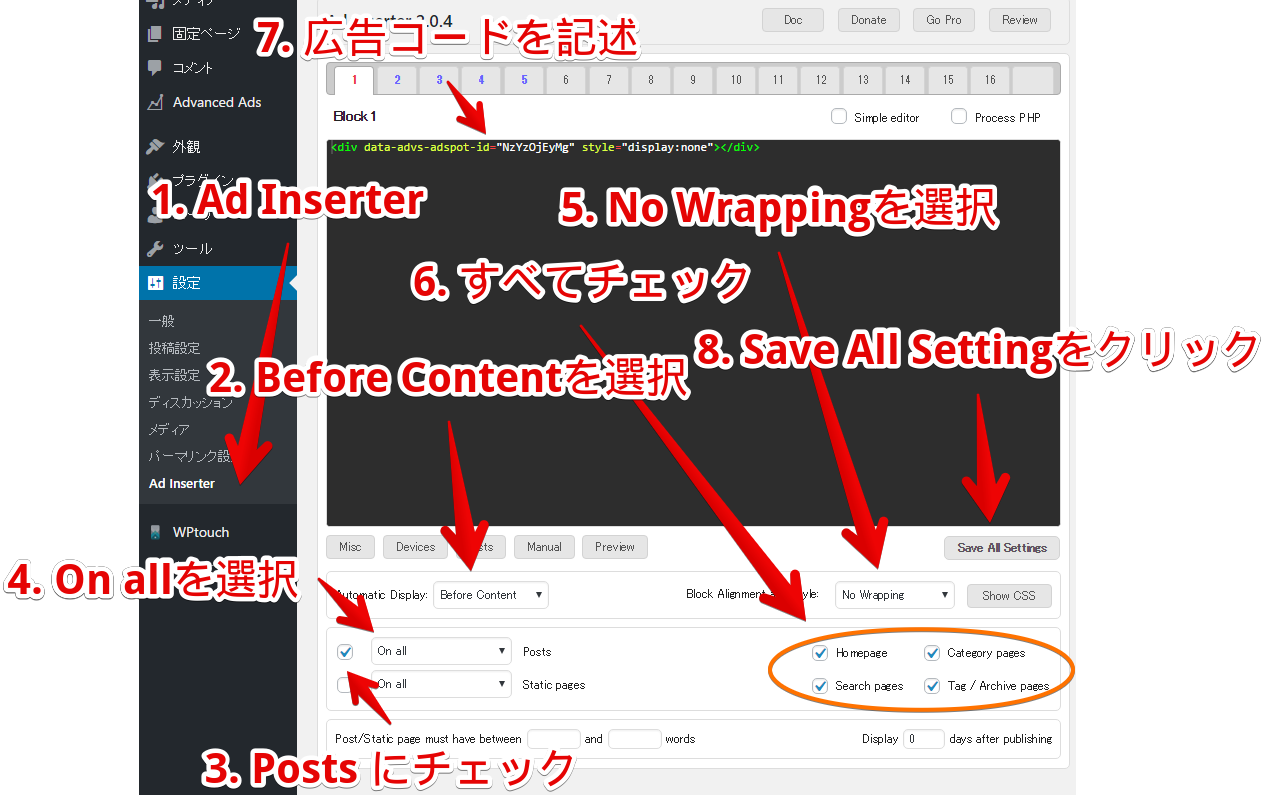 Doc Donate Go Pro Review
固定ページ
7. 広告コードを記述
コメント
1 2 3 4 5 6 7 8 9 10 11 12 13 14 15 16
Advanced Ads
Block 1
Simple editor Process PHP
<div data-advs-adspot-id="NzYzOjEyMg" style="display:none"></div>
外観
プラグイン
1. Ad Inserter
5. No Wrappingを選択
ツール
設定
6. すべてチェック
一般
投稿設定
8. Save All Settingをクリック
表示設定
2. Before Contentを選択
ディスカッション
メディア
パーマリンク設
Ad Inserter
WPtouch
Misc Devices Manual Preview Save All Settings
4. On allを選択
Automatic Display: Before Content Block Alignment No Wrapping Show CSS
On all Posts Homepage Category pages
On all Static pages Search pages Tag / Archive pages
Post/Static page must have between and words Display 0 days after publishing
3. Posts にチェック